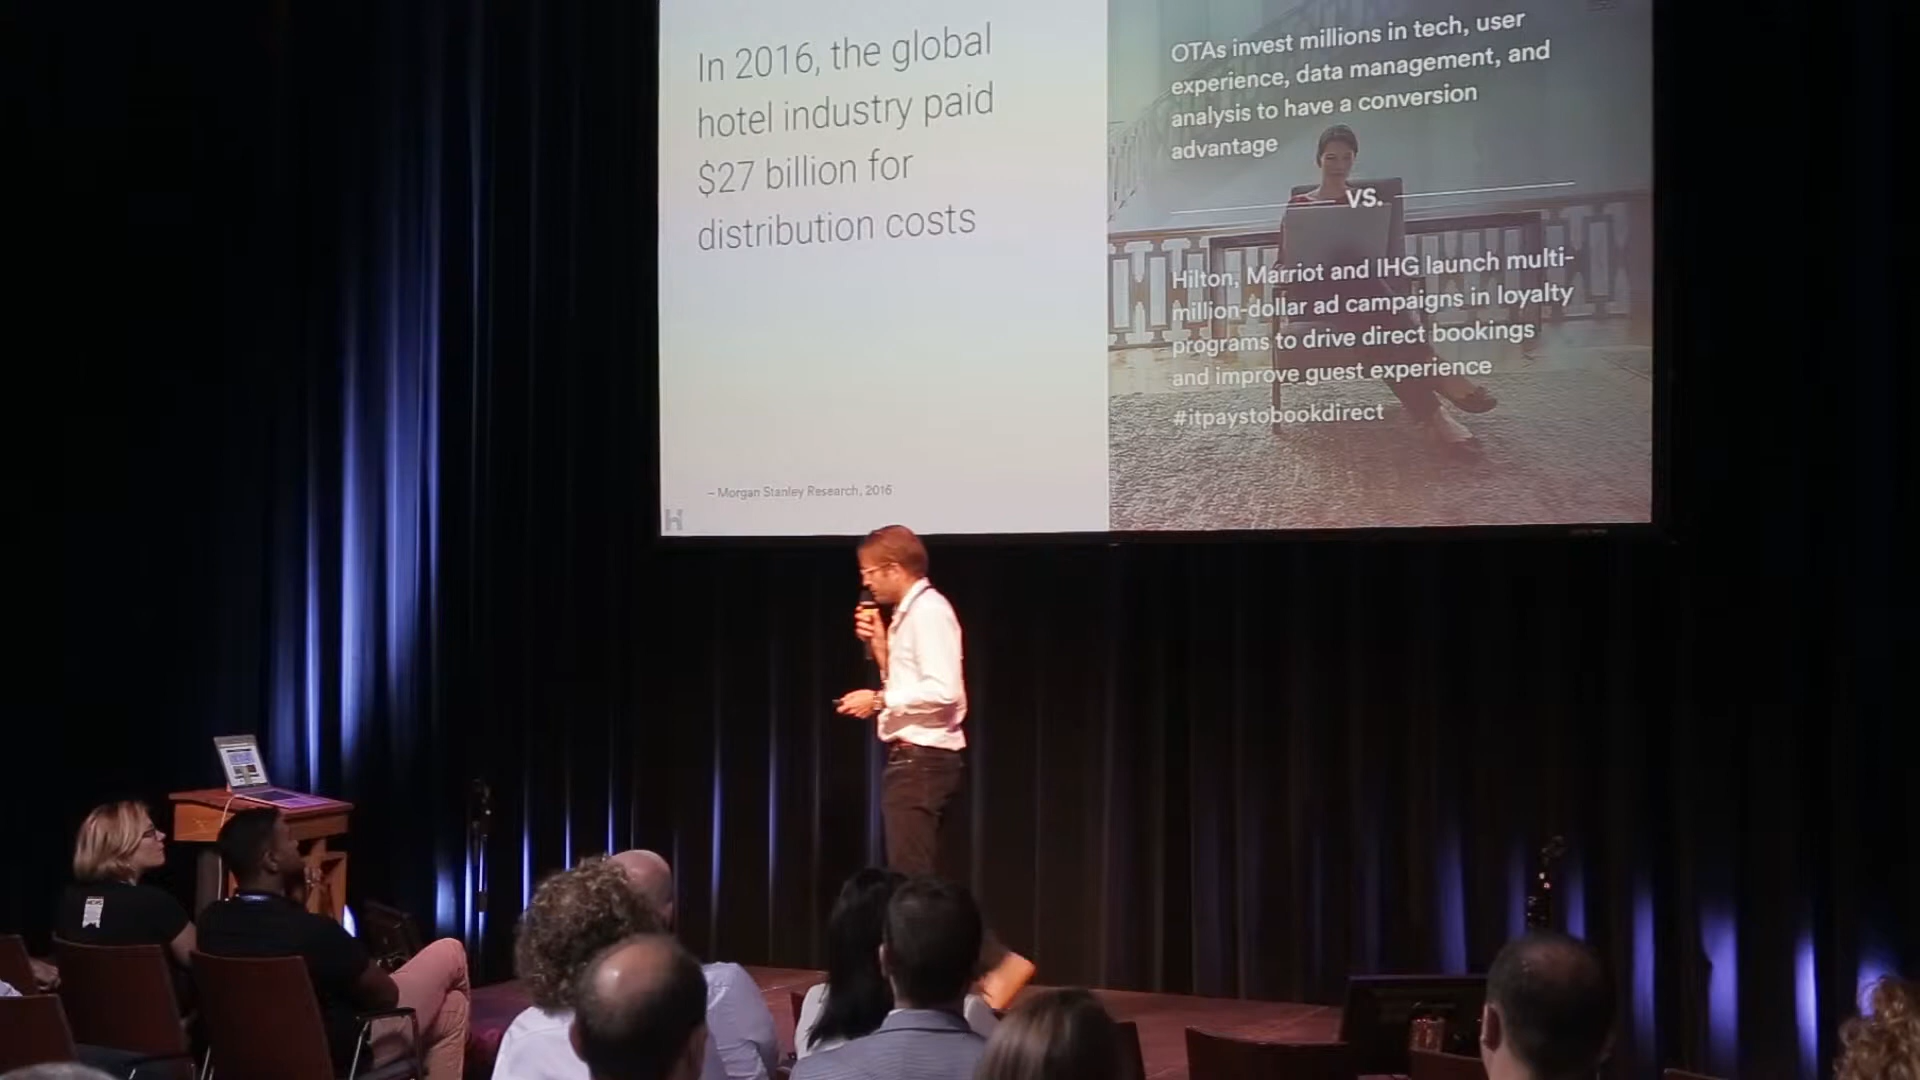 In 2016, the global
hotel industry paid
$27 billion for
distribution costs
– Morgan Stanley Research, 2016
H
OTAs invest millions in tech, user
experience, data management, and
analysis to have a conversion
advantage
VS.
Hilton, Marriot and IHG launch multi-
million-dollar ad campaigns in loyalty
programs to drive direct bookings
and improve guest experience
#itpaystobookdirect